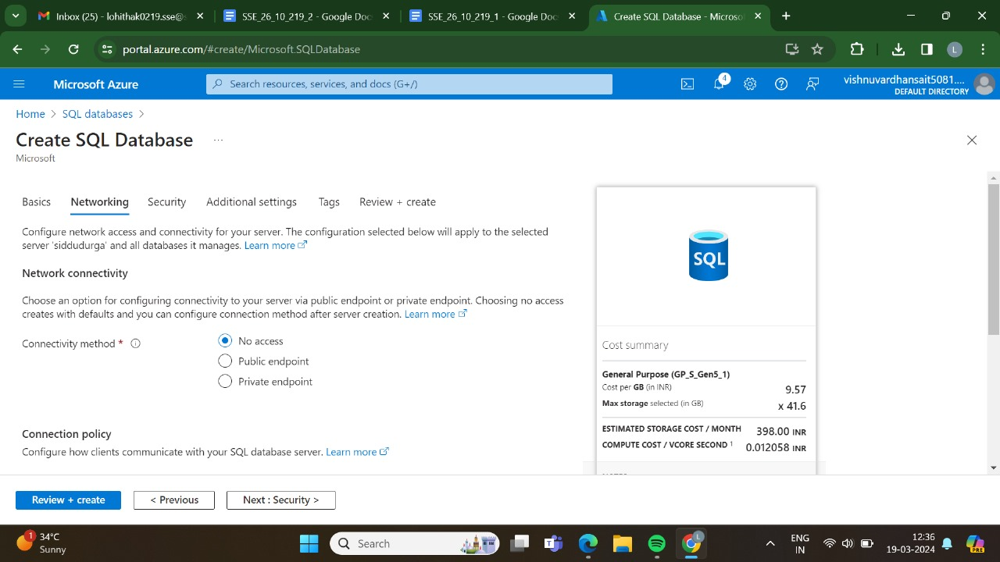 Inbox (25) - lohithak0219.sse@s
SSE_26_10_219_2 - Google Doc
SSE_26_10_219_1 - Google Doc
Create SQL Database - Microsof
portal.azure.com/#create/Microsoft.SQLDatabase
L
Microsoft Azure
Search resources, services, and docs (G+/)
4
vishnuvardhansait5081....
DEFAULT DIRECTORY
Home > SQL databases >
Create SQL Database ...
Microsoft
Basics Networking Security Additional settings Tags Review + create
Configure network access and connectivity for your server. The configuration selected below will apply to the selected
server 'siddudurga' and all databases it manages. Learn more
Network connectivity
Choose an option for configuring connectivity to your server via public endpoint or private endpoint. Choosing no access
creates with defaults and you can configure connection method after server creation. Learn more
Connectivity method *
No access
Public endpoint
Private endpoint
Connection policy
Configure how clients communicate with your SQL database server. Learn more
SQL
Cost summary
General Purpose (GP_S_Gen5_1)
Cost per GB (in INR) 9.57
Max storage selected (in GB) x 41.6
ESTIMATED STORAGE COST / MONTH 398.00 INR
COMPUTE COST / VCORE SECOND 1 0.012058 INR
Review + create
< Previous
Next : Security >
1
34°C
Sunny
Search
L
ENG
IN
12:36
19-03-2024
PRE